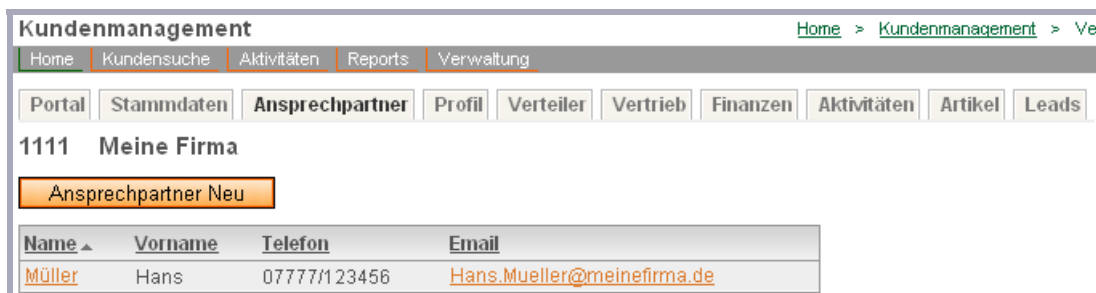 Kundenmanagement Home > Kundenmanagement >
Home Kundensuche Aktivitäten Reports Verwaltung
Portal Stammdaten Ansprechpartner Profil Verteiler Vertrieb Finanzen Aktivitäten Artikel Leads
1111 Meine Firma
Ansprechpartner Neu
Name Vorname Telefon Email
Müller Hans 07777/123456 Hans.Mueller@meinefirma.de